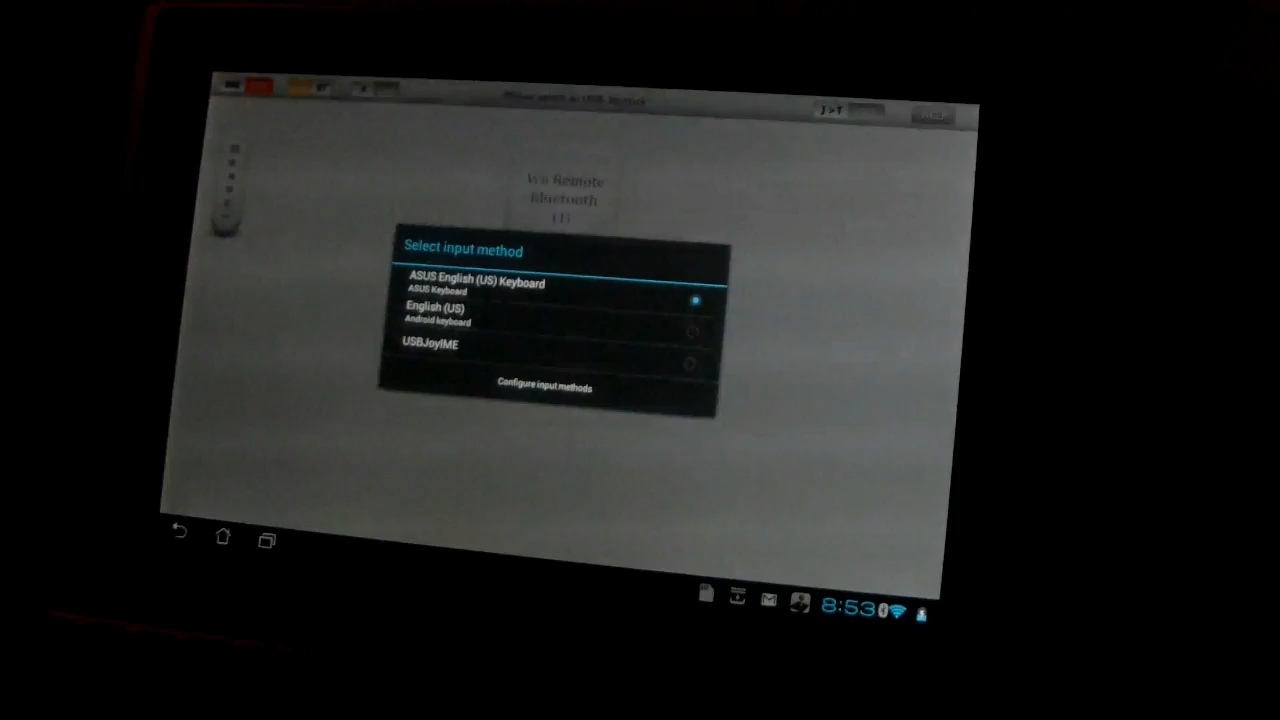 J>T
Wii Remote
Bluetooth
(1)
Select input method
ASUS English (US) Keyboard
ASUS Keyboard
English (US)
Android keyboard
USBJoyIME
Configure input methods
8:53